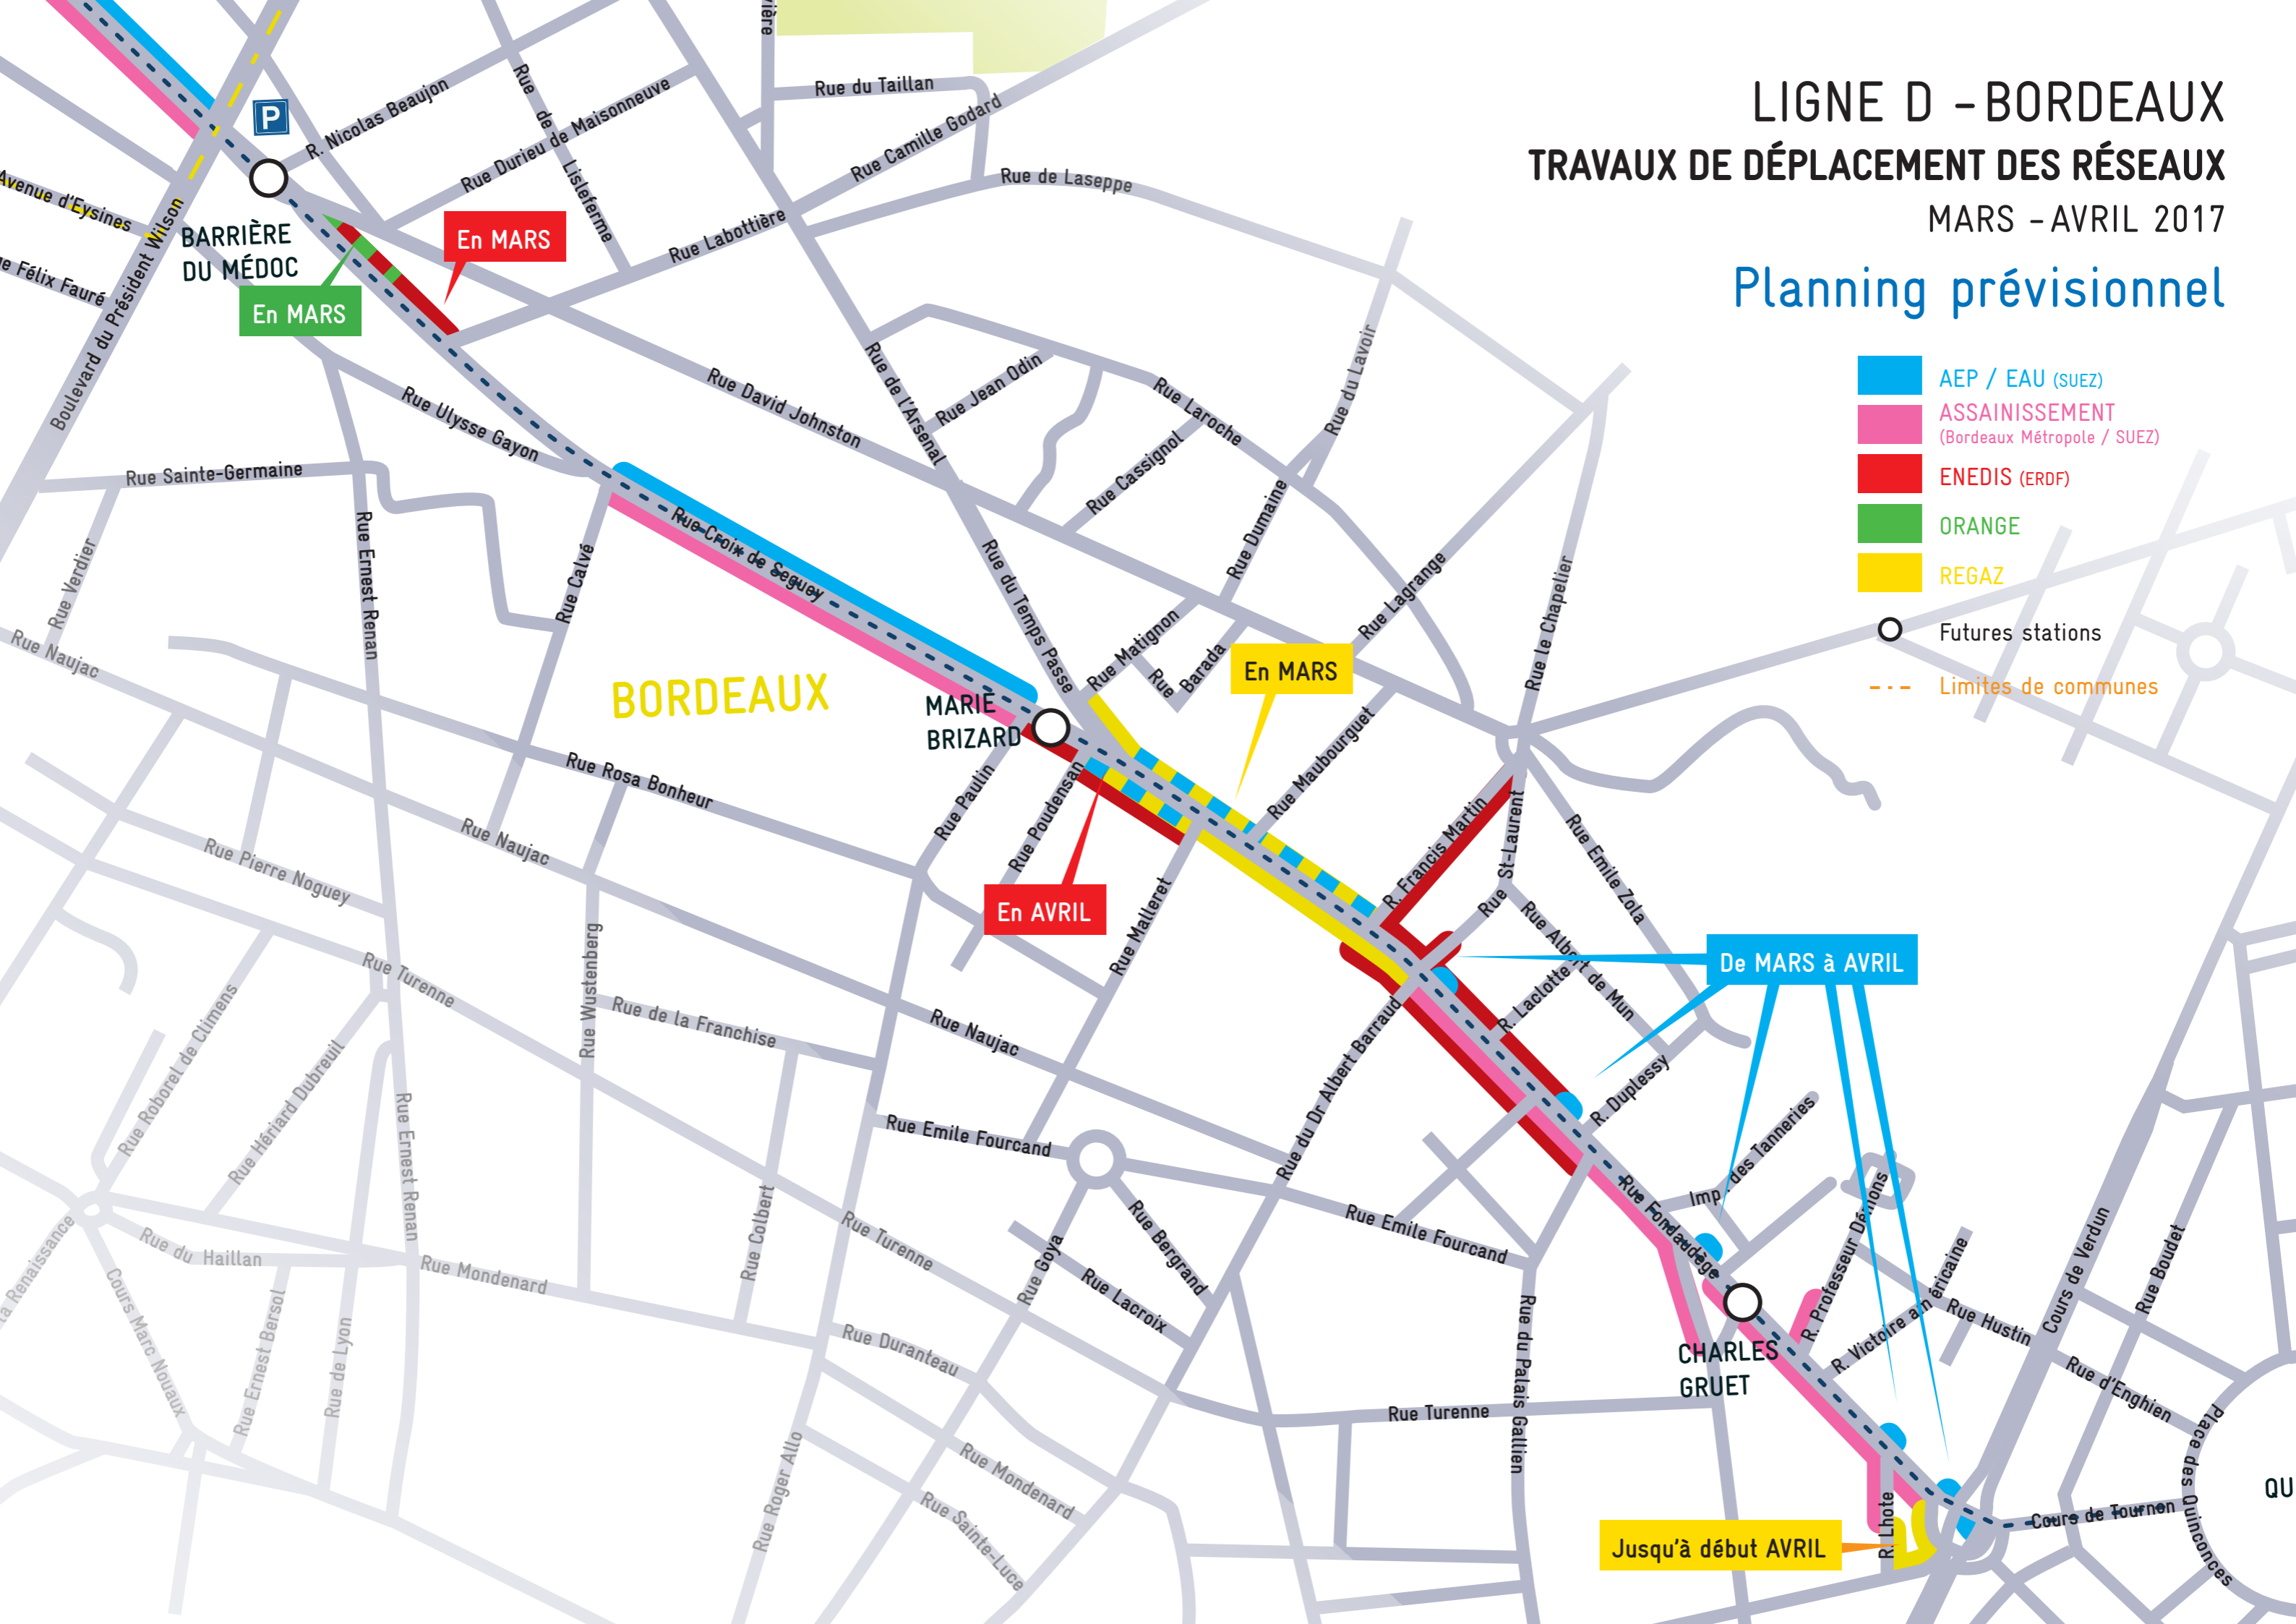 LIGNE D - BORDEAUX
TRAVAUX DE DÉPLACEMENT DES RÉSEAUX
MARS - AVRIL 2017
Planning prévisionnel
AEP / EAU (SUEZ)
ASSAINISSEMENT
(Bordeaux Métropole / SUEZ)
ENEDIS (ERDF)
ORANGE
REGAZ
Futures stations
Limites de communes
P
R. Nicolas Beaujon
Rue de Lisleferme
Rue Durieu de Maisonneuve
Rue du Taillan
Rue Camille Godard
Rue de Laseppe
Rue Labottière
Avenue d'Eysines
Félix Fauré
Boulevard du Président Wilson
BARRIÈRE
DU MÉDOC
En MARS
En MARS
Rue Ulysse Gayon
Rue David Johnston
Rue de l'Arsenal
Rue Jean Odin
Rue Laroche
Rue Cassignol
Rue du Lavoir
Rue Dumaine
Rue Lagrange
Rue le Chapelier
Rue Sainte-Germaine
Rue Verdier
Rue Ernest Renan
Rue Calvé
Rue Croix de Seguey
Rue du Temps Passe
Rue Matignon
Rue Barada
En MARS
Rue Naujac
BORDEAUX
MARIE
BRIZARD
Rue Maubourguet
Rue Rosa Bonheur
Rue Paulin
Rue Poudensan
Rue Naujac
Rue Pierre Noguey
En AVRIL
Rue Malleret
R. Francis Martin
Rue St-Laurent
Rue Emile Zola
Rue Albert de Mun
R. Laclotte
De MARS à AVRIL
Rue Turenne
Rue Wustenberg
Rue de la Franchise
Rue Naujac
Rue Roborel de Climens
Rue Hériard Dubreuil
Rue Ernest Renan
Rue Emile Fourcand
Rue du Dr Albert Barraud
R. Duplessy
Imp. des Tanneries
Rue Fondaudège
R. Professeur Démons
Rue Colbert
Rue Turenne
Rue Goya
Rue Bergrand
Rue Lacroix
Rue Emile Fourcand
la Renaissance
Rue du Haillan
Rue Mondenard
Cours Marc Nouaux
Rue Ernest Bersol
Rue de Lyon
Rue Duranteau
Rue du Palais Gallien
CHARLES
GRUET
R. Victoire américaine
Rue Hustin
Cours de Verdun
Rue Boudet
Rue d'Enghien
Place des Quinconces
Rue Turenne
Rue Roger Allo
Rue Mondenard
Rue Sainte-Luce
R. Lhote
Jusqu'à début AVRIL
Cours de Tournon
QU